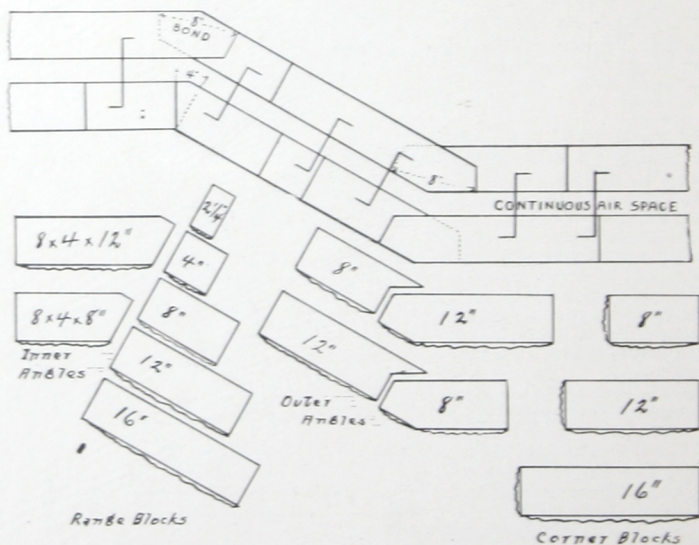 8"
BOND
4"
8"
CONTINUOUS AIR SPACE
2¼"
8x4x12"
4"
8"
8"
8x4x8"
12"
8"
12"
Inner
Angles
12"
Outer
Angles
8"
12"
16"
16"
Range Blocks
Corner Blocks